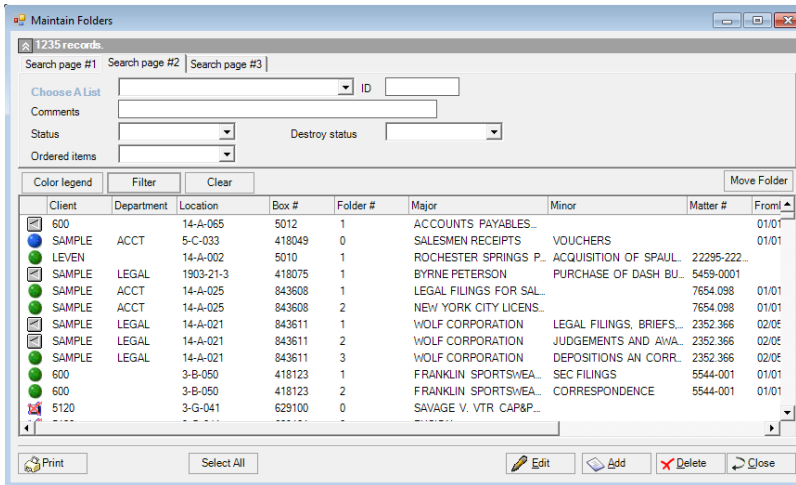 Maintain Folders
1235 records.
Search page #1 Search page #2 Search page #3
Choose A List ID
Comments
Status Destroy status
Ordered items
Color legend Filter Clear Move Folder
Client Department Location Box # Folder # Major Minor Matter # From
600 14-A-065 5012 1 ACCOUNTS PAYABLES... 01/01
SAMPLE ACCT 5-C-033 418049 0 SALESMEN RECEIPTS VOUCHERS 01/01
LEVEN 14-A-002 5010 1 ROCHESTER SPRINGS P... ACQUISITION OF SPAUL... 22295-222...
SAMPLE LEGAL 1903-21-3 418075 1 BYRNE PETERSON PURCHASE OF DASH BU... 5459-0001
SAMPLE ACCT 14-A-025 843608 1 LEGAL FILINGS FOR SAL... 7654.098 01/01
SAMPLE ACCT 14-A-025 843608 2 NEW YORK CITY LICENS... 7654.098 01/01
SAMPLE LEGAL 14-A-021 843611 1 WOLF CORPORATION LEGAL FILINGS, BRIEFS,... 2352.366 02/05
SAMPLE LEGAL 14-A-021 843611 2 WOLF CORPORATION JUDGEMENTS AND AWA... 2352.366 02/05
SAMPLE LEGAL 14-A-021 843611 3 WOLF CORPORATION DEPOSITIONS AN CORR... 2352.366 02/05
600 3-B-050 418123 1 FRANKLIN SPORTSWEA... SEC FILINGS 5544-001 01/01
600 3-B-050 418123 2 FRANKLIN SPORTSWEA... CORRESPONDENCE 5544-001 01/01
5120 3-G-041 629100 0 SAVAGE V. VTR CAP&P...
Print Select All Edit Add Delete Close